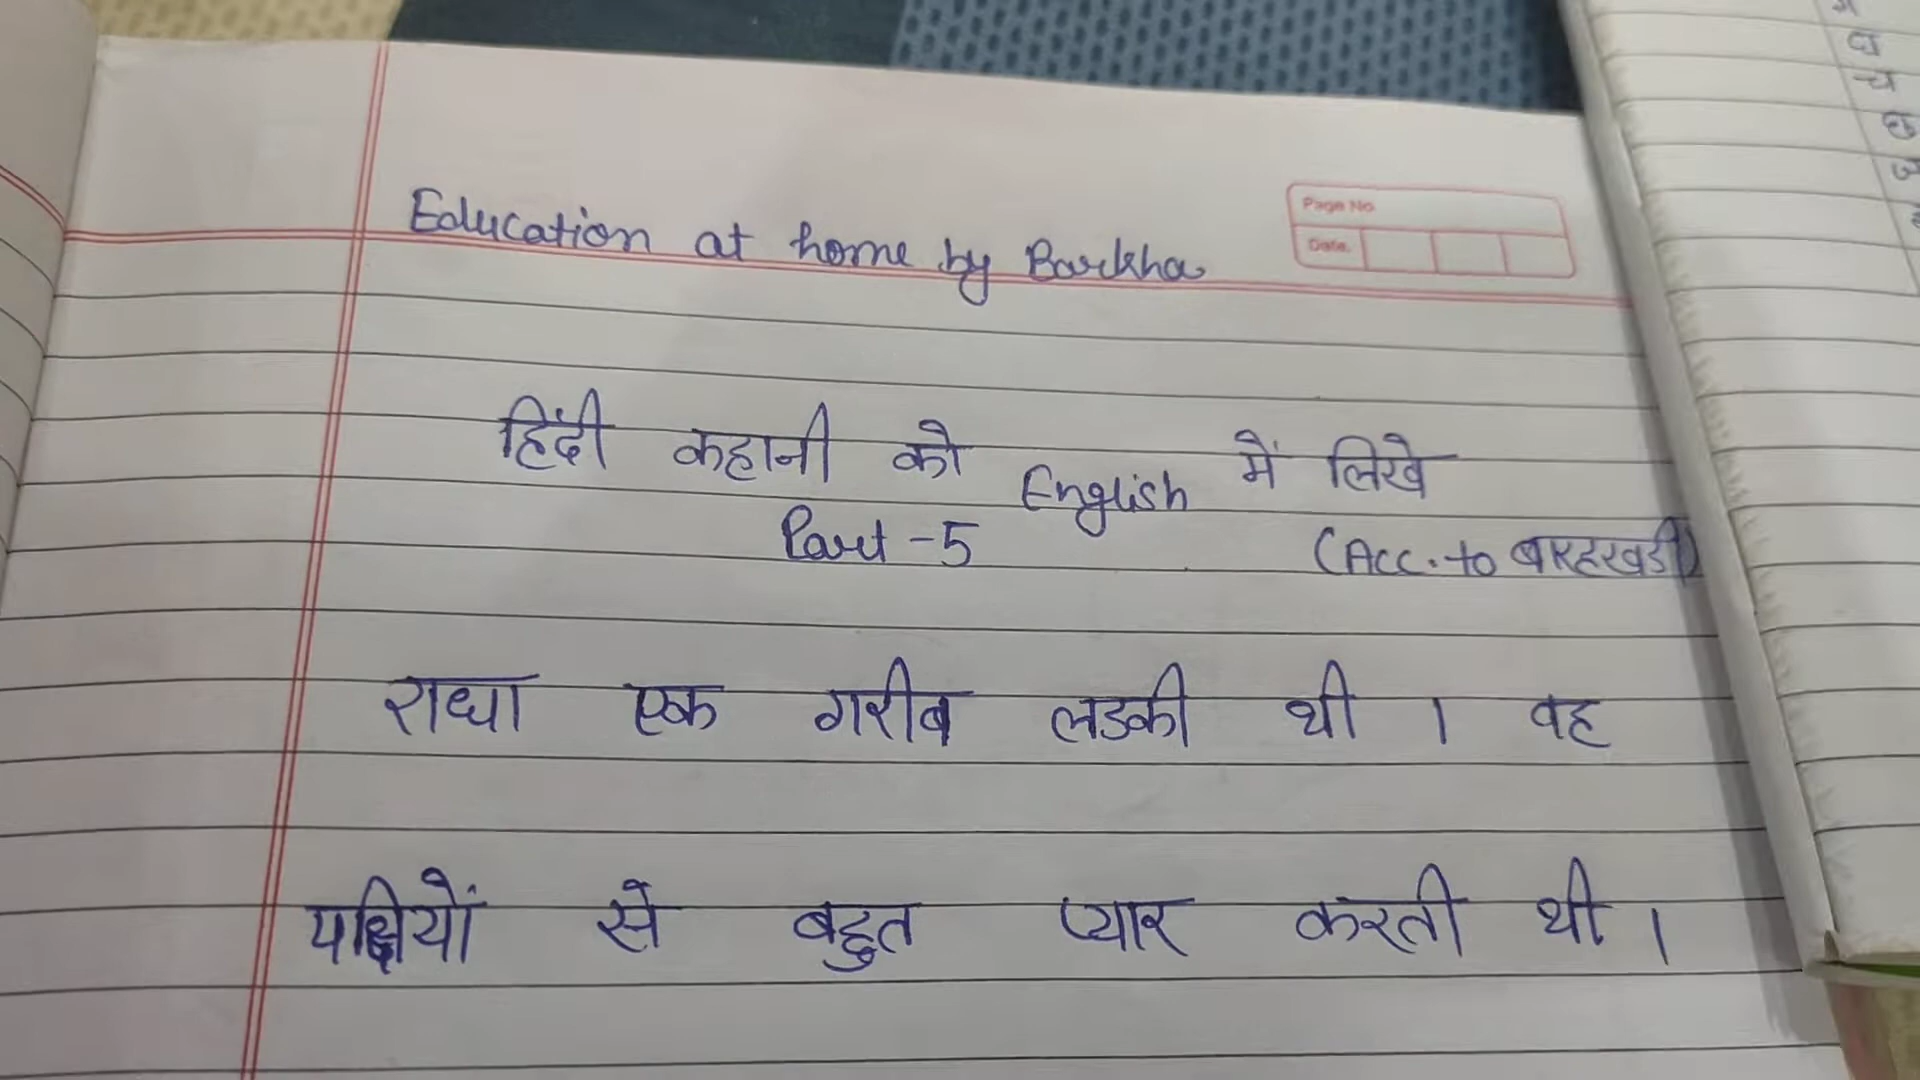 Education at home by Barkha
Page No.
Date.
हिंदी कहानी को English में लिखे
Part-5 (Acc. to बारहखडी)
राधा एक गरीब लडकी थी । वह
पक्षियों से बहुत प्यार करती थी ।
घ
च
छ
ज